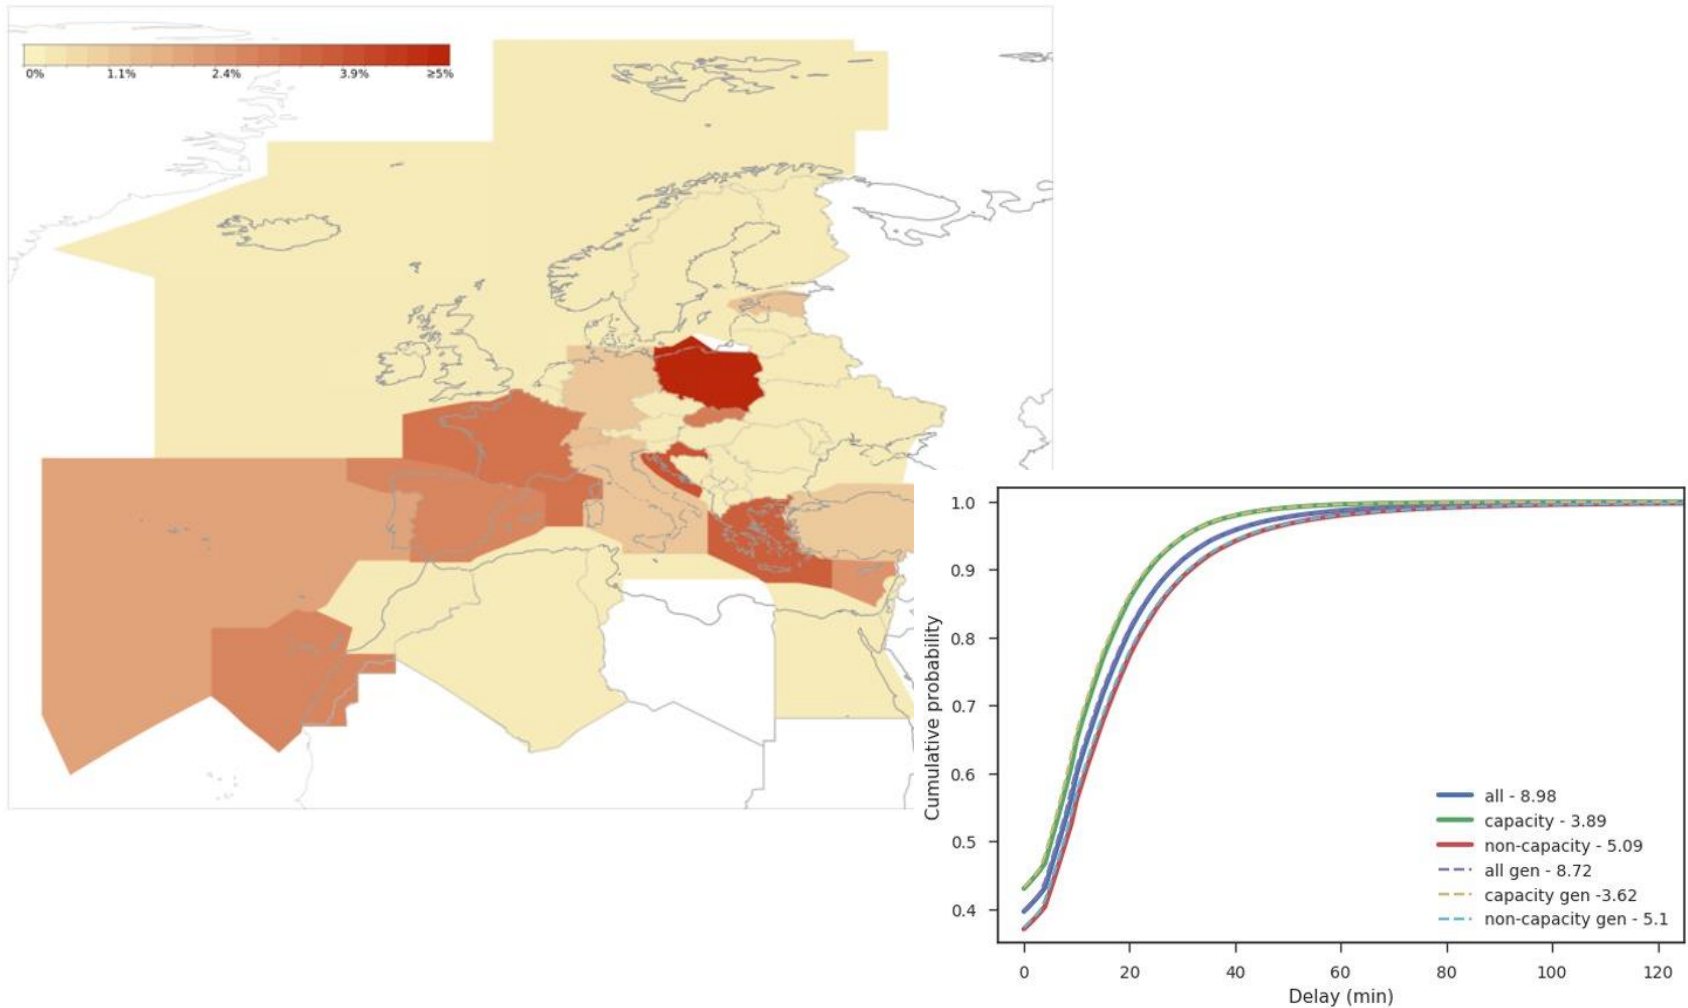 0% 1.1% 2.4% 3.9% ≥5%
1.0
0.9
0.8
0.7
0.6
0.5
0.4
Cumulative probability
all - 8.98
capacity - 3.89
non-capacity - 5.09
all gen - 8.72
capacity gen -3.62
non-capacity gen - 5.1
0 20 40 60 80 100 120
Delay (min)